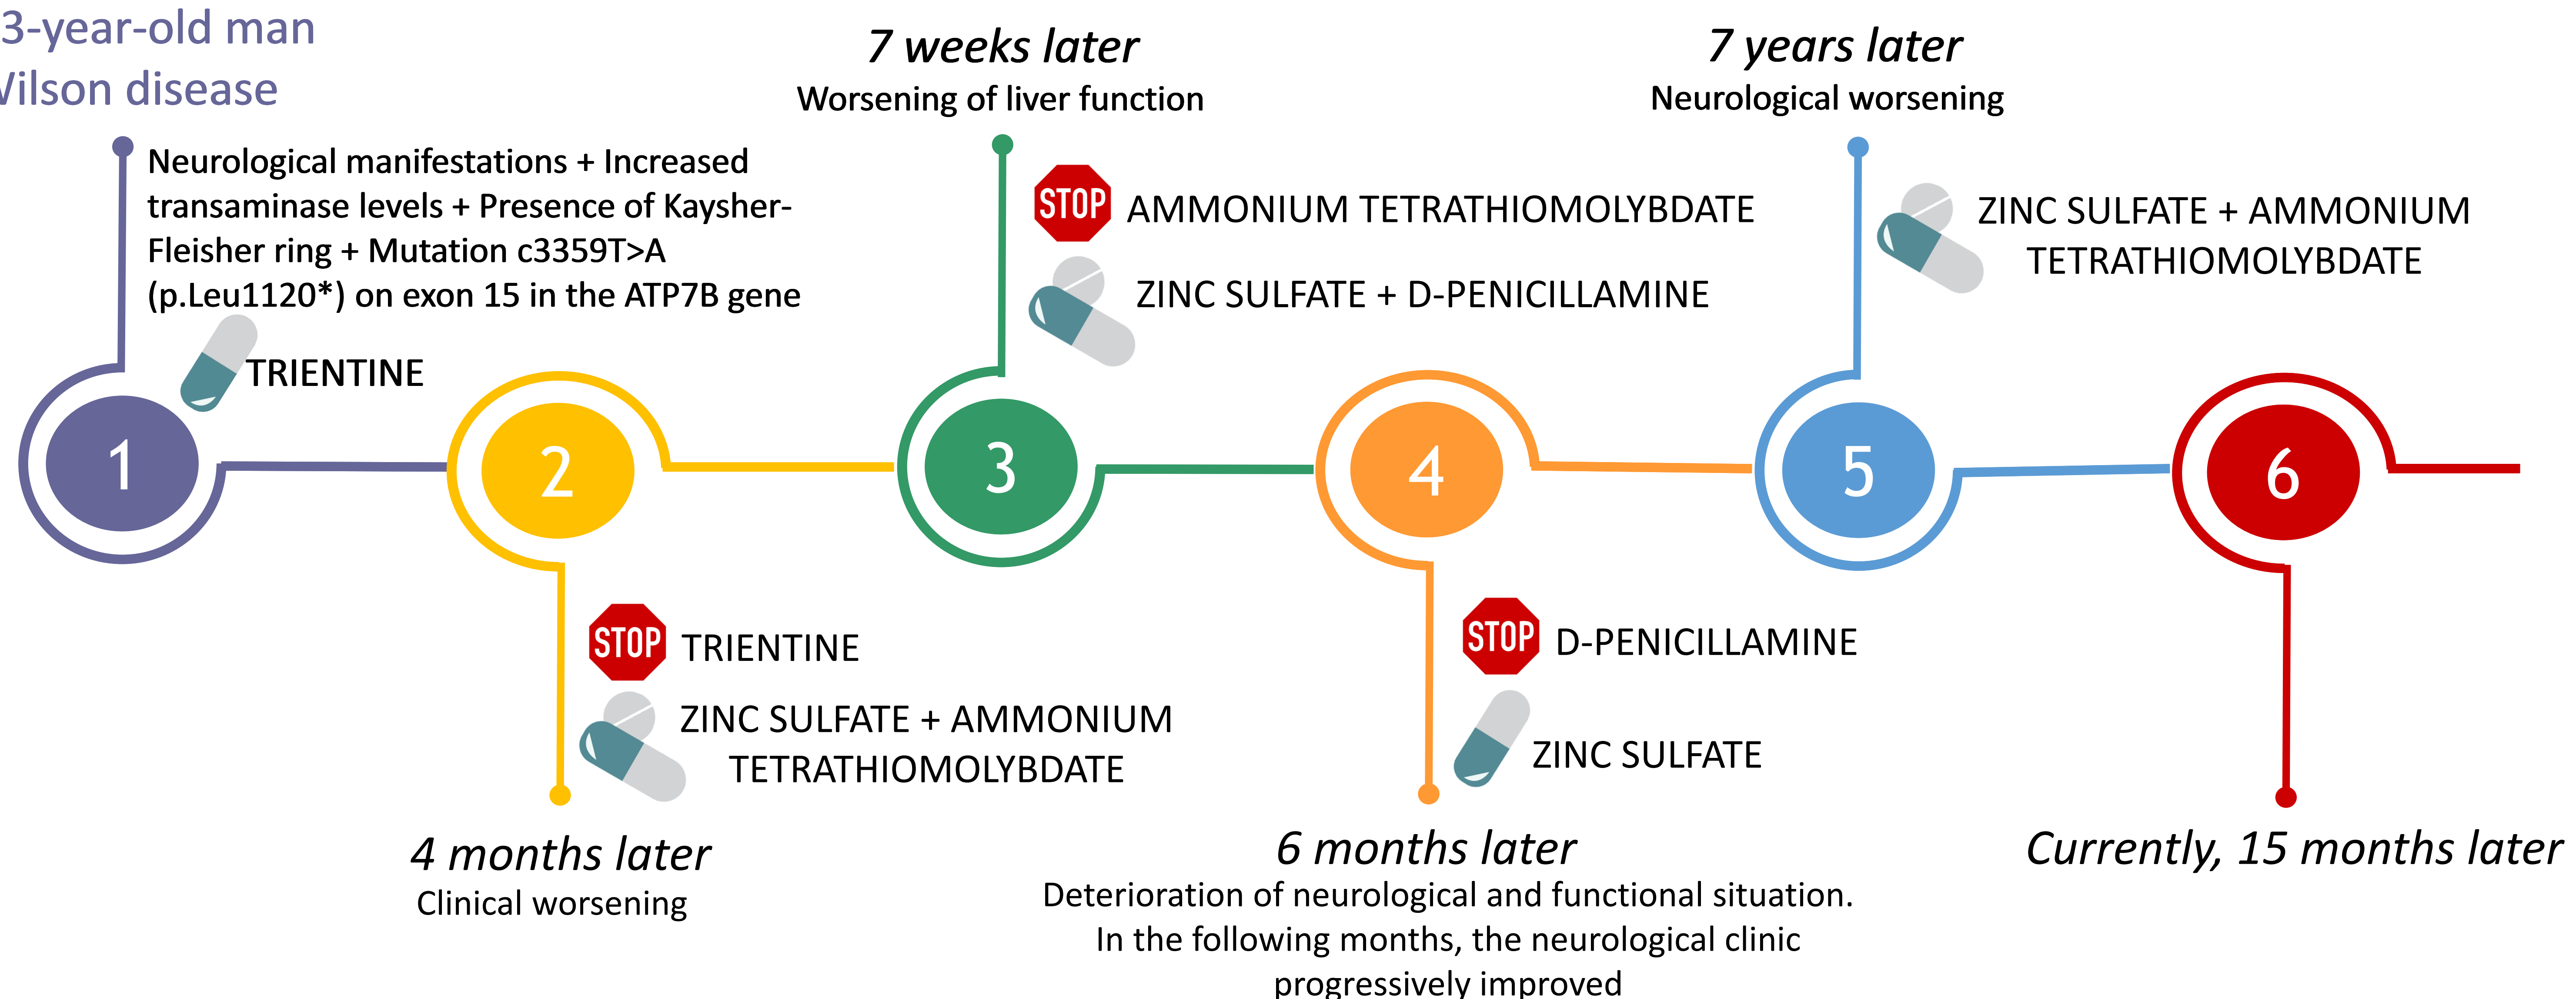 3-year-old man
Wilson disease
Neurological manifestations + Increased
transaminase levels + Presence of Kaysher-
Fleisher ring + Mutation c3359T>A
(p.Leu1120*) on exon 15 in the ATP7B gene
TRIENTINE
1
2
STOP TRIENTINE
ZINC SULFATE + AMMONIUM
TETRATHIOMOLYBDATE
4 months later
Clinical worsening
7 weeks later
Worsening of liver function
STOP AMMONIUM TETRATHIOMOLYBDATE
ZINC SULFATE + D-PENICILLAMINE
3
4
STOP D-PENICILLAMINE
ZINC SULFATE
6 months later
Deterioration of neurological and functional situation.
In the following months, the neurological clinic
progressively improved
7 years later
Neurological worsening
ZINC SULFATE + AMMONIUM
TETRATHIOMOLYBDATE
5
6
Currently, 15 months later